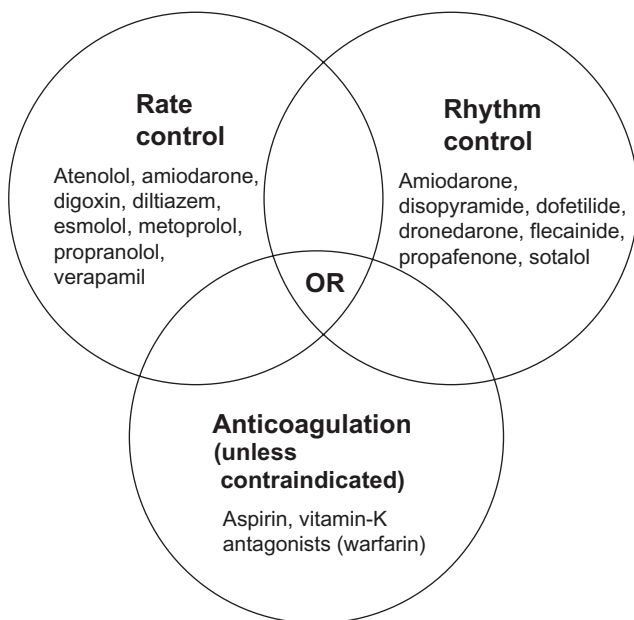 Rate
control
Atenolol, amiodarone,
digoxin, diltiazem,
esmolol, metoprolol,
propranolol,
verapamil
Rhythm
control
Amiodarone,
disopyramide, dofetilide,
dronedarone, flecainide,
propafenone, sotalol
OR
Anticoagulation
(unless
contraindicated)
Aspirin, vitamin-K
antagonists (warfarin)